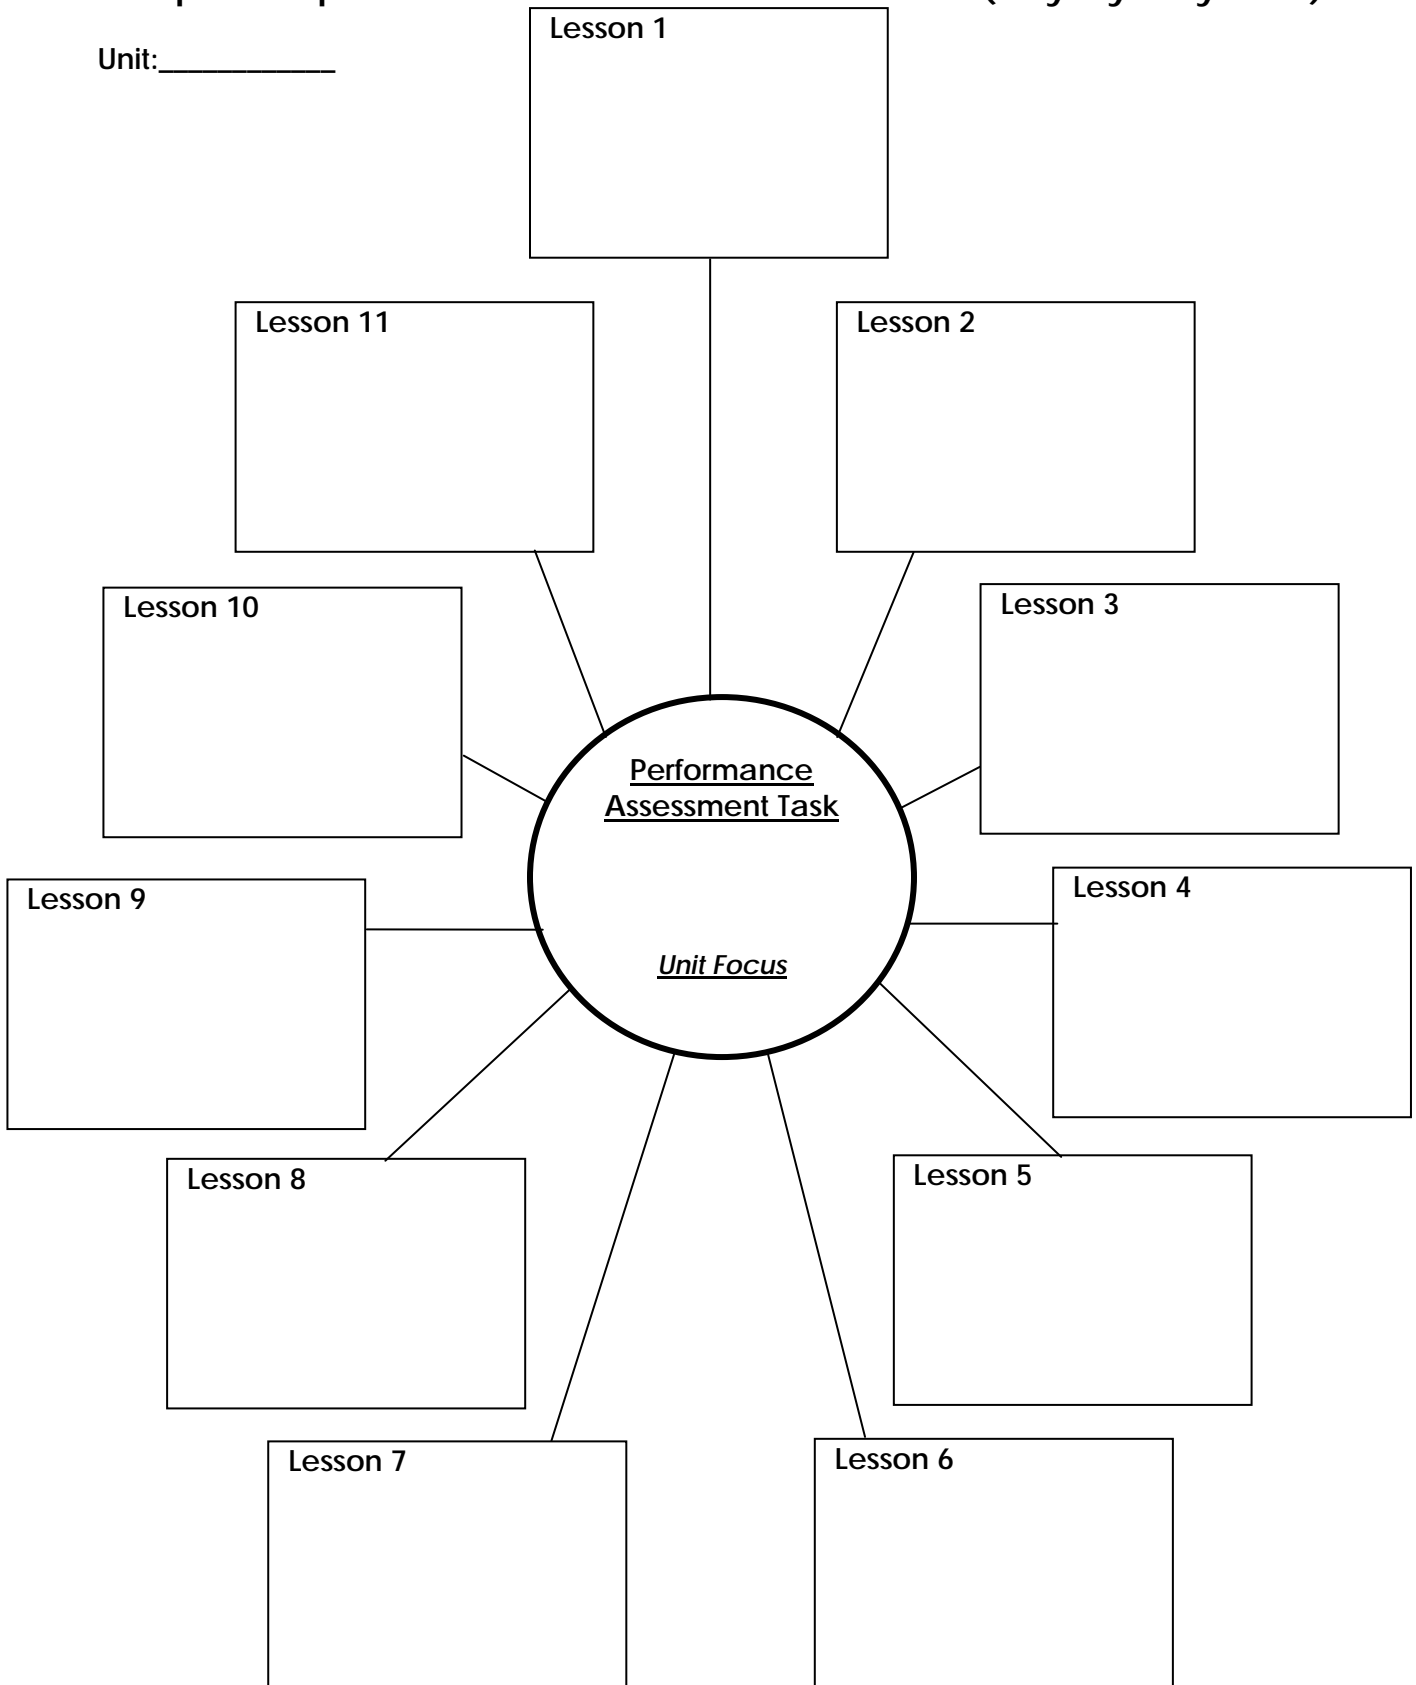 Lesson 1
Unit:____________
Lesson 11
Lesson 2
Lesson 10
Lesson 3
Performance
Assessment Task
Lesson 9
Lesson 4
Unit Focus
Lesson 8
Lesson 5
Lesson 7
Lesson 6